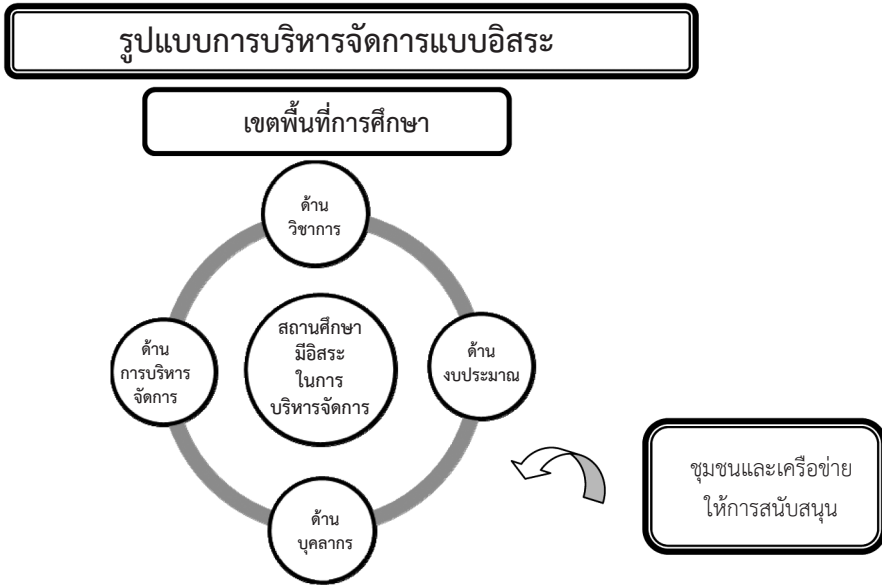 รูปแบบการบริหารจัดการแบบอิสระ
เขตพื้นที่การศึกษา
ด้าน
วิชาการ
ด้าน
การบริหาร
จัดการ
สถานศึกษา
มีอิสระ
ในการ
บริหารจัดการ
ด้าน
งบประมาณ
ด้าน
บุคลากร
ชุมชนและเครือข่าย
ให้การสนับสนุน